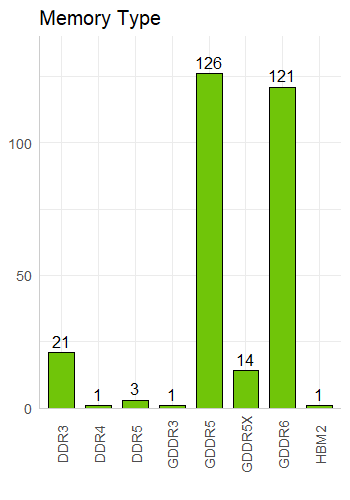 Memory Type
126
121
100
50
21
14
3
1
1
1
0
DDR3
DDR4
DDR5
GDDR3
GDDR5
GDDR5X
GDDR6
HBM2